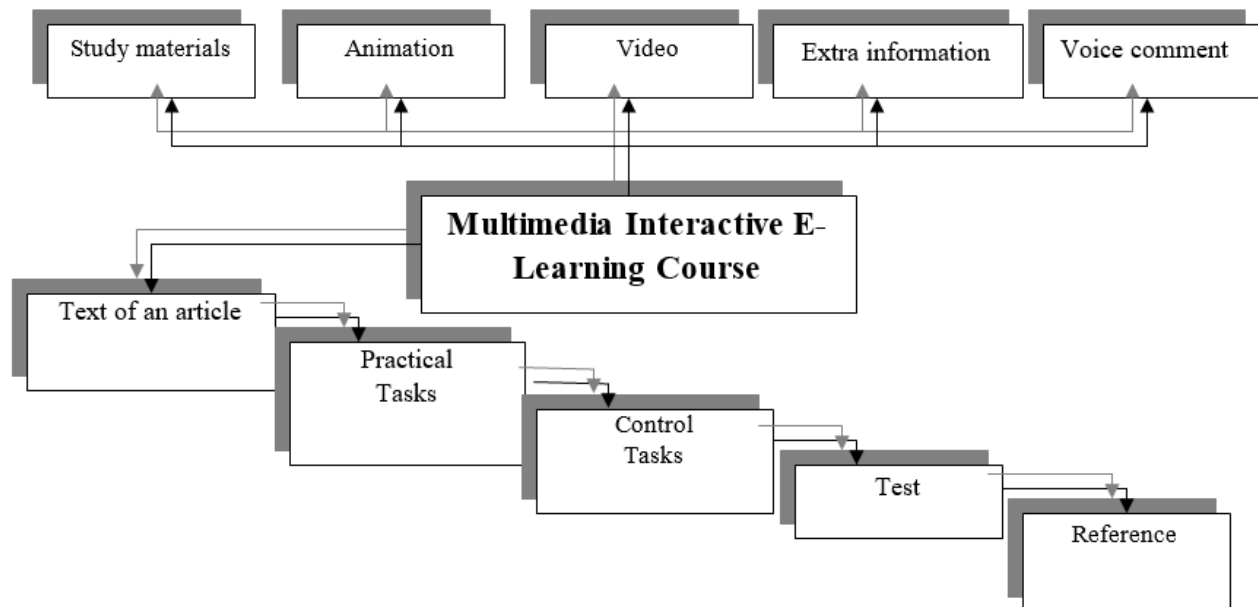 Study materials
Animation
Video
Extra information
Voice comment
Multimedia Interactive E-
Learning Course
Text of an article
Practical
Tasks
Control
Tasks
Test
Reference